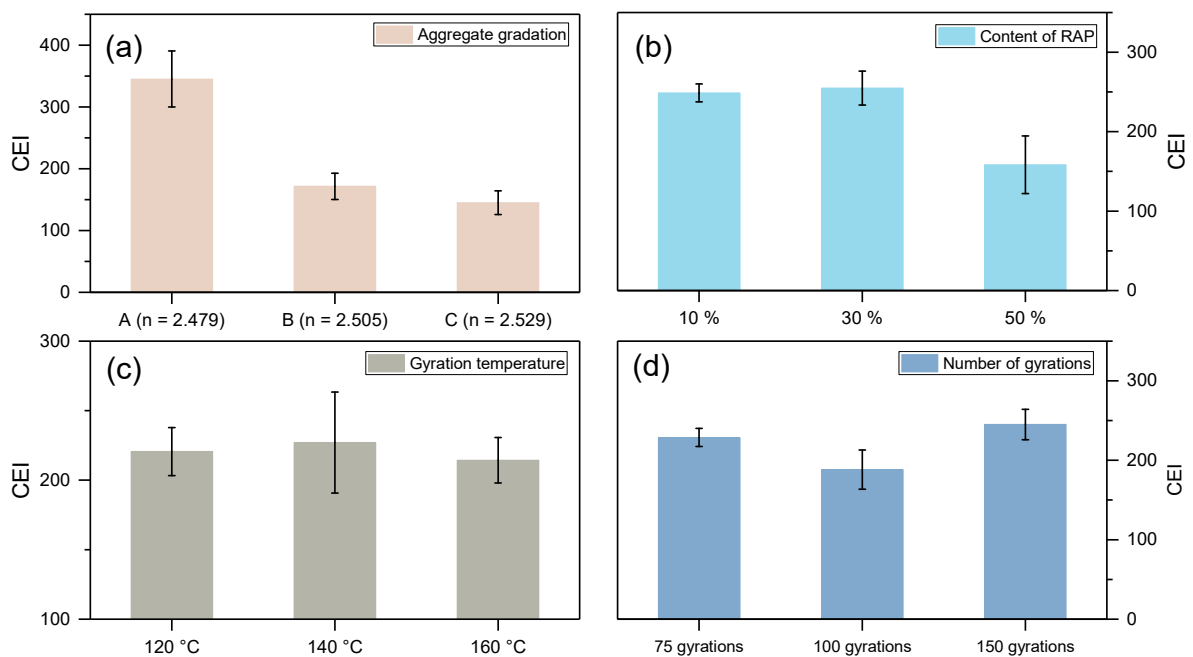 (a)
Aggregate gradation
400
300
200
100
0
CEI
A (n = 2.479)
B (n = 2.505)
C (n = 2.529)
(b)
Content of RAP
300
200
100
0
CEI
10 %
30 %
50 %
(c)
Gyration temperature
300
200
100
CEI
120 °C
140 °C
160 °C
(d)
Number of gyrations
300
200
100
0
CEI
75 gyrations
100 gyrations
150 gyrations